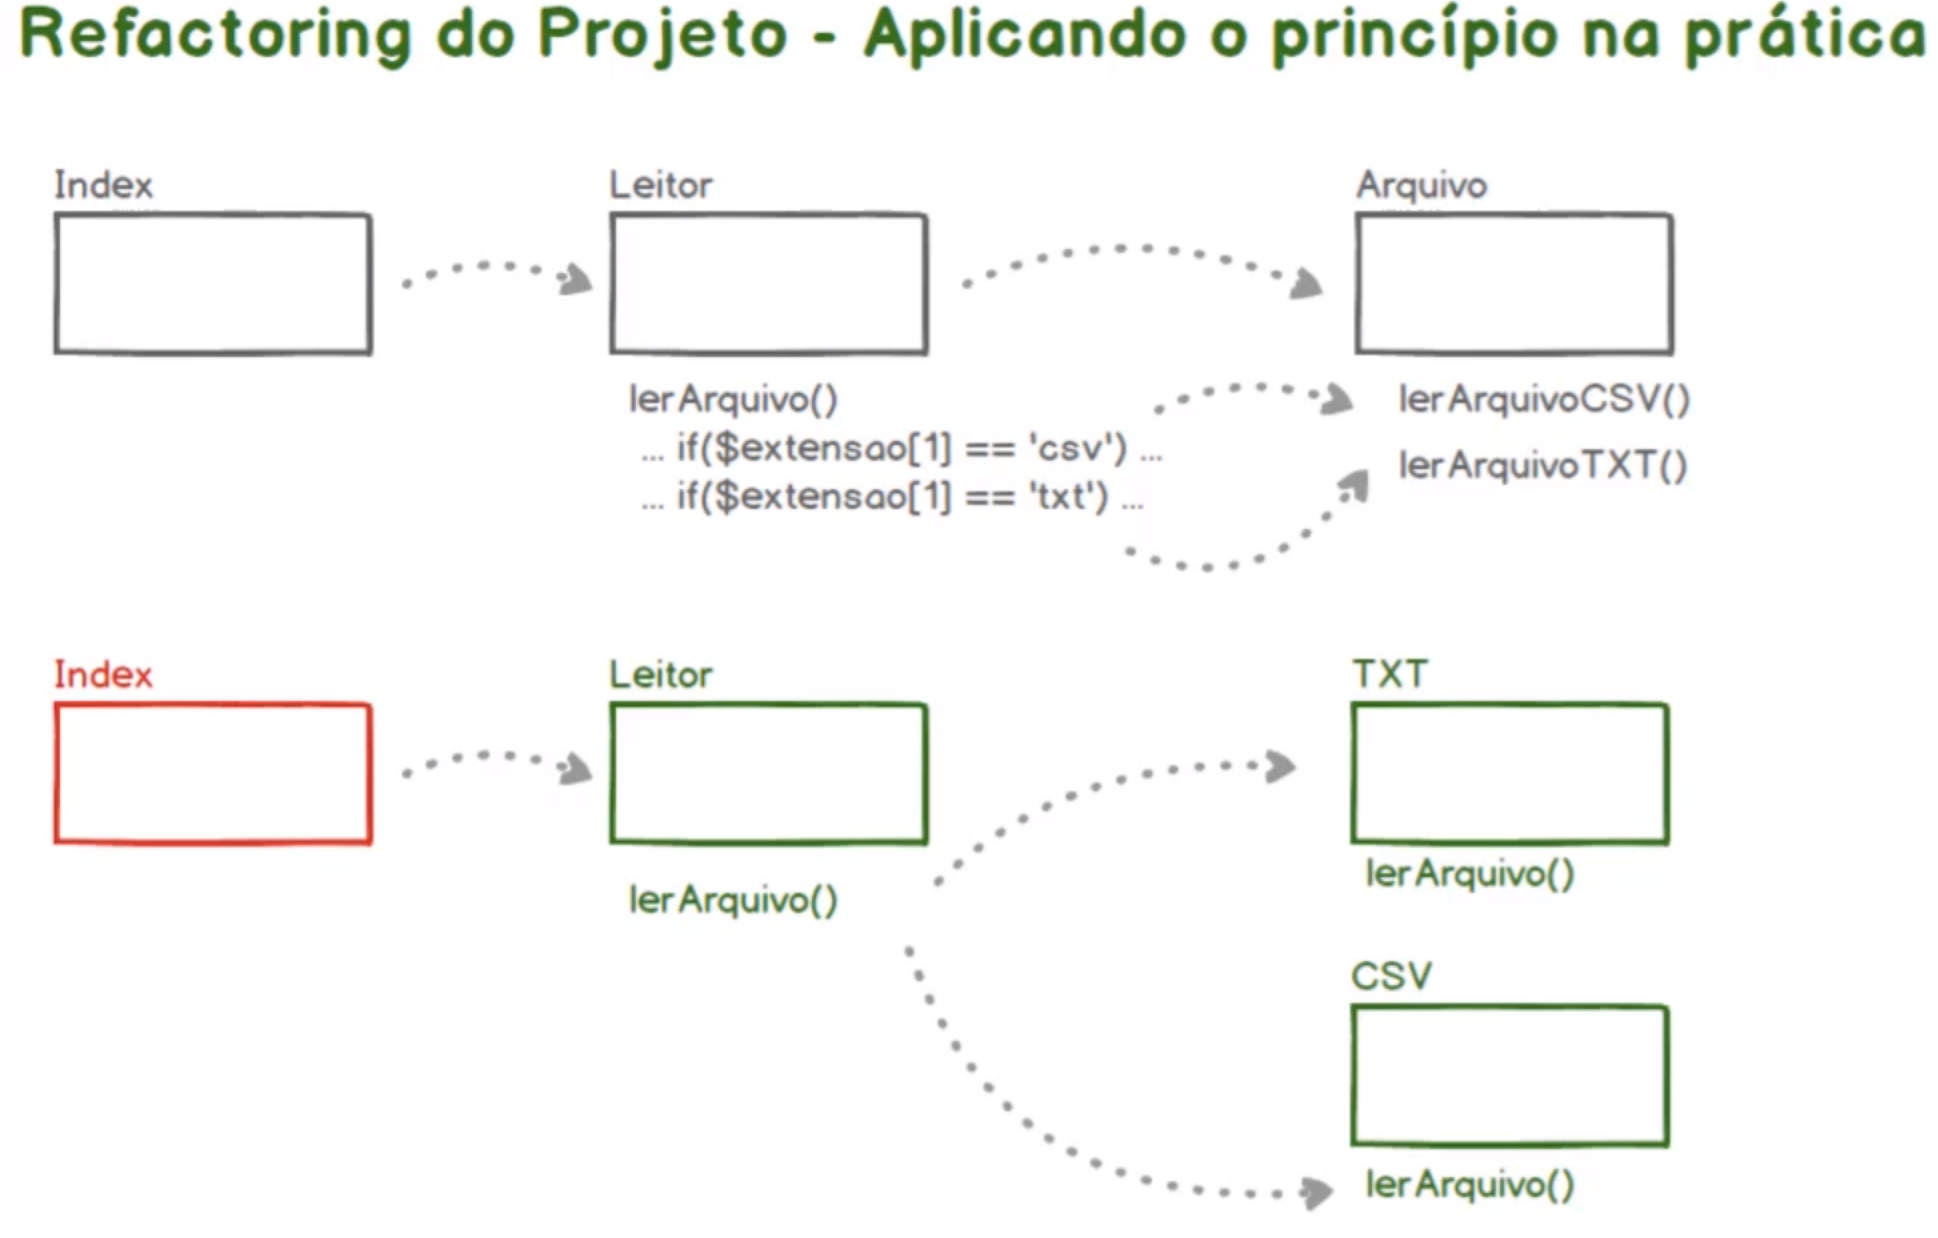 Refactoring do Projeto - Aplicando o princípio na prática
Index
Leitor
Arquivo
lerArquivo()
... if($extensao[1] == 'csv') ...
... if($extensao[1] == 'txt') ...
lerArquivoCSV()
lerArquivoTXT()
Index
Leitor
TXT
lerArquivo()
lerArquivo()
CSV
lerArquivo()